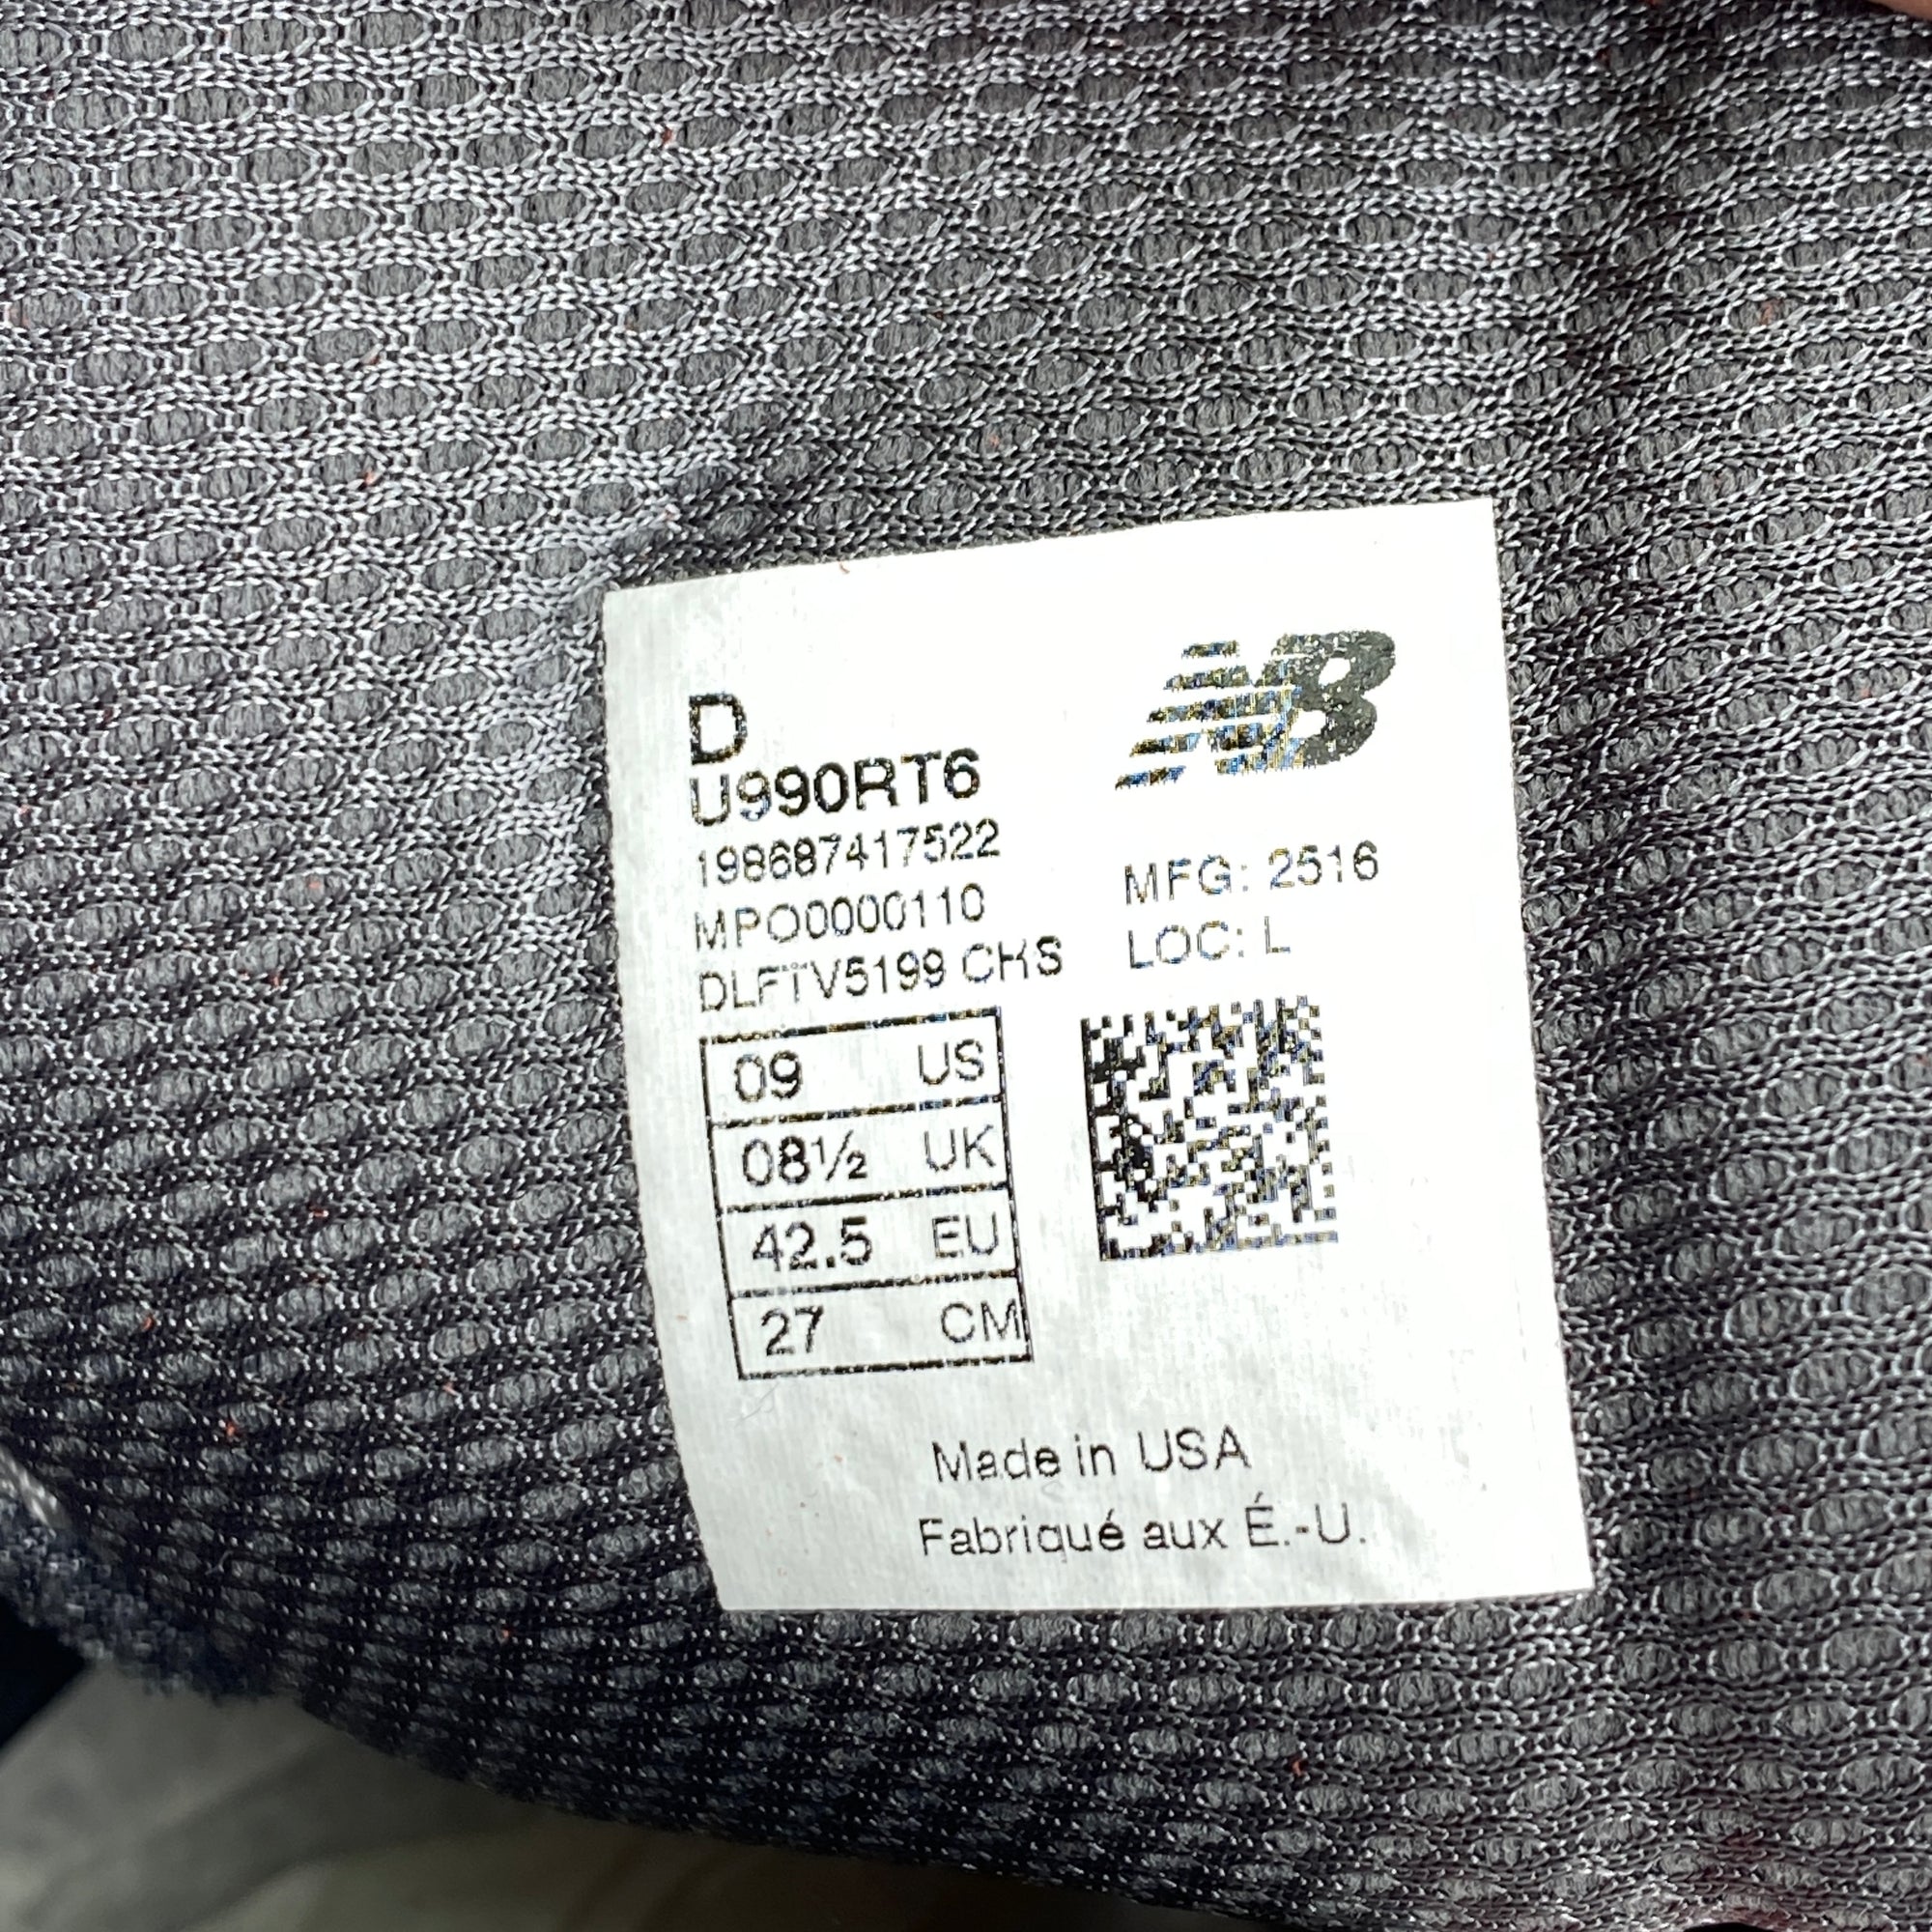 NB
D
U990RT6
198687417522
MPO0000110
MFG: 2516
DLFTV5199 CKS
LOC: L
09 US
08½ UK
42.5 EU
27 CM
Made in USA
Fabriqué aux É.-U.